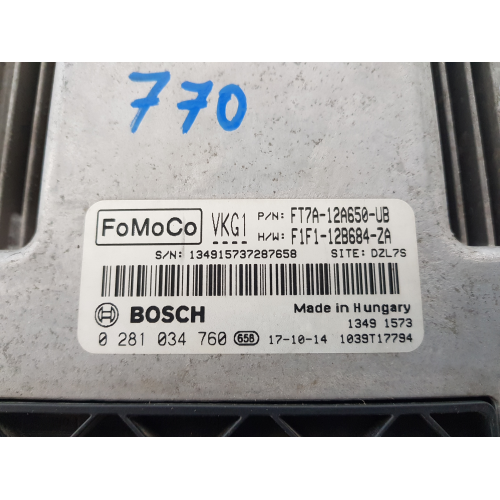 770
FoMoCo VKG1 P/N: FT7A-12A650-UB
H/W: F1F1-12B684-ZA
S/N: 134915737287658 SITE: DZL7S
BOSCH Made in Hungary
1349 1573
0 281 034 760 658 17-10-14 1039T17794